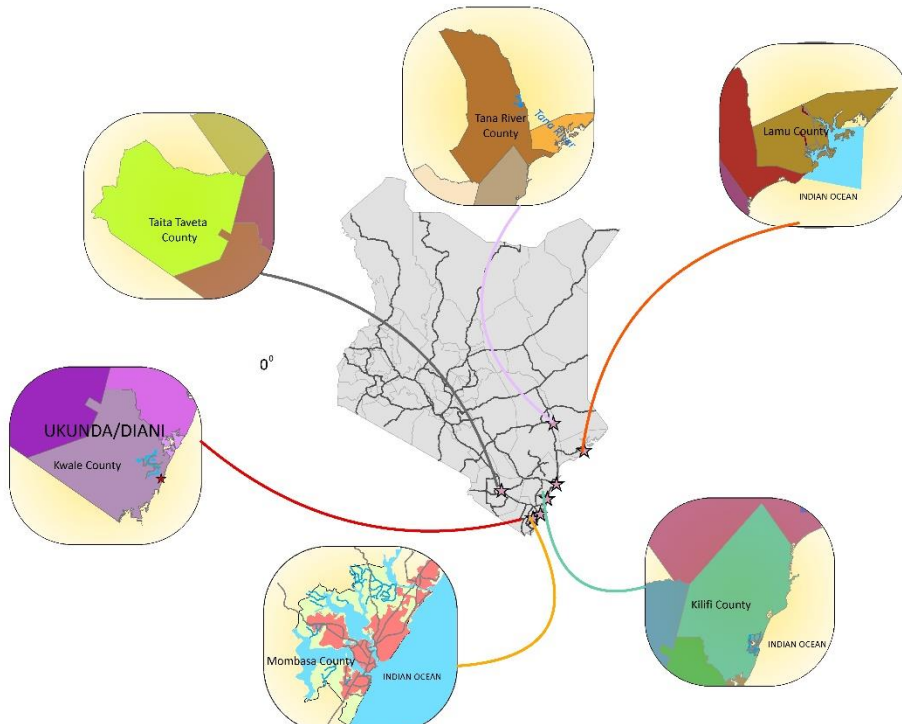 Tana River
County
Tana River
Lamu County
INDIAN OCEAN
Taita Taveta
County
0⁰
UKUNDA/DIANI
Kwale County
Kilifi County
INDIAN OCEAN
Mombasa County
INDIAN OCEAN